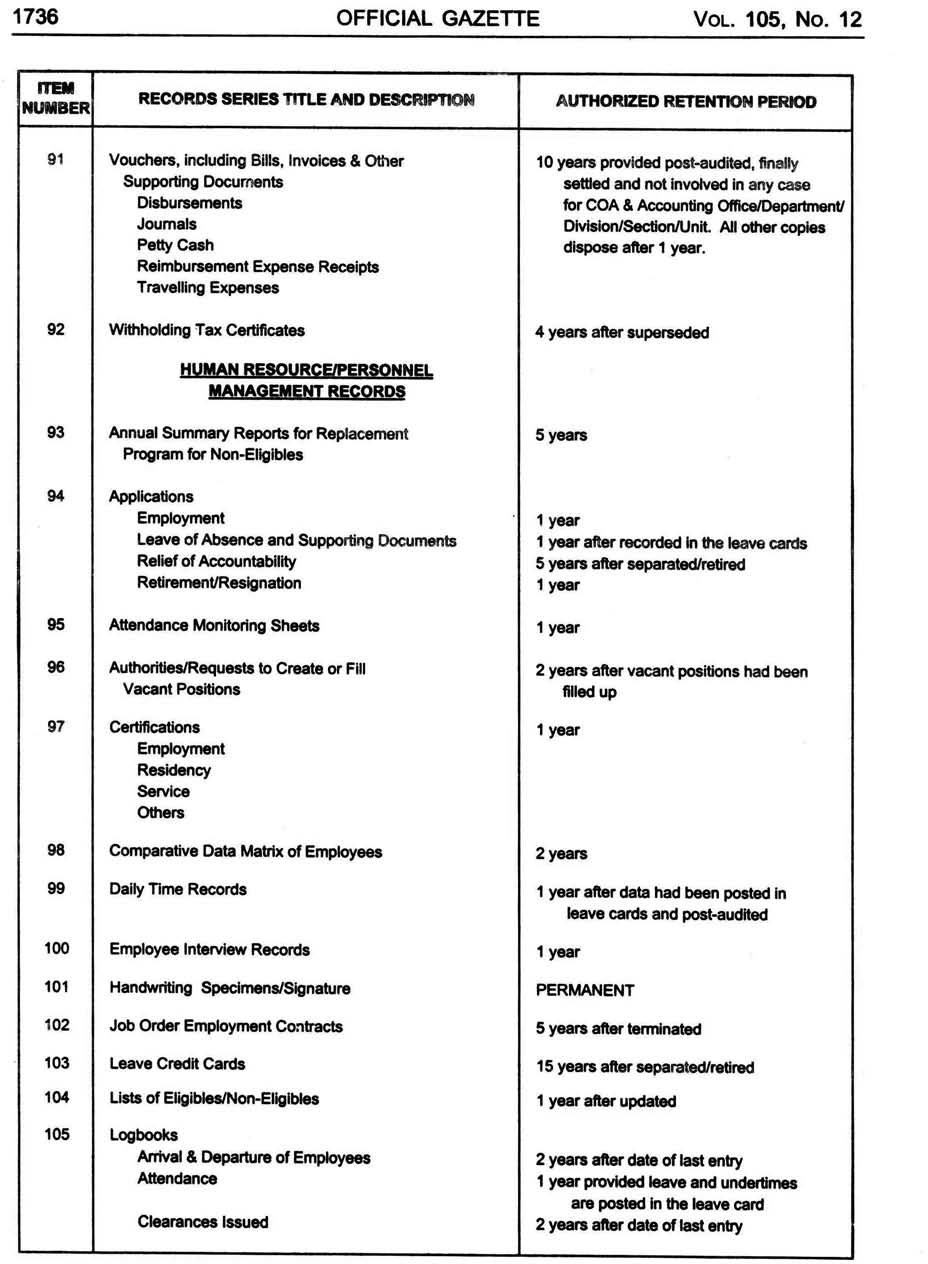 1736 OFFICIAL GAZETTE VOL. 105, NO. 12
ITEM NUMBER RECORDS SERIES TITLE AND DESCRIPTION AUTHORIZED RETENTION PERIOD
91 Vouchers, including Bills, Invoices & Other 10 years provided post-audited, finally
Supporting Documents settled and not involved in any case
Disbursements for COA & Accounting Office/Department/
Journals Division/Section/Unit. All other copies
Petty Cash dispose after 1 year.
Reimbursement Expense Receipts
Travelling Expenses
92 Withholding Tax Certificates 4 years after superseded
HUMAN RESOURCE/PERSONNEL
MANAGEMENT RECORDS
93 Annual Summary Reports for Replacement 5 years
Program for Non-Eligibles
94 Applications
Employment 1 year
Leave of Absence and Supporting Documents 1 year after recorded in the leave cards
Relief of Accountability 5 years after separated/retired
Retirement/Resignation 1 year
95 Attendance Monitoring Sheets 1 year
96 Authorities/Requests to Create or Fill 2 years after vacant positions had been
Vacant Positions filled up
97 Certifications 1 year
Employment
Residency
Service
Others
98 Comparative Data Matrix of Employees 2 years
99 Daily Time Records 1 year after data had been posted in
leave cards and post-audited
100 Employee Interview Records 1 year
101 Handwriting Specimens/Signature PERMANENT
102 Job Order Employment Contracts 5 years after terminated
103 Leave Credit Cards 15 years after separated/retired
104 Lists of Eligibles/Non-Eligibles 1 year after updated
105 Logbooks
Arrival & Departure of Employees 2 years after date of last entry
Attendance 1 year provided leave and undertimes
are posted in the leave card
Clearances Issued 2 years after date of last entry